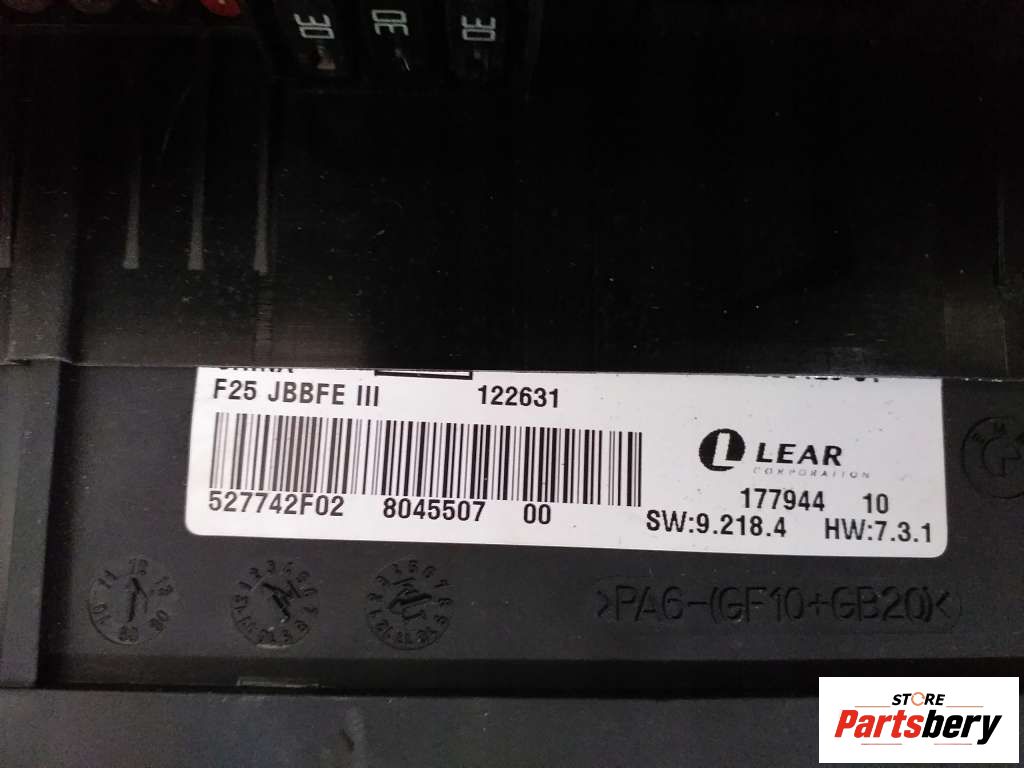 30 30 30
F25 JBBFE III 122631
LEAR
CORPORATION
527742F02 8045507 00
177944 10
SW:9.218.4 HW:7.3.1
>PA6-(GF10+GB20)<
STORE
Partsbery